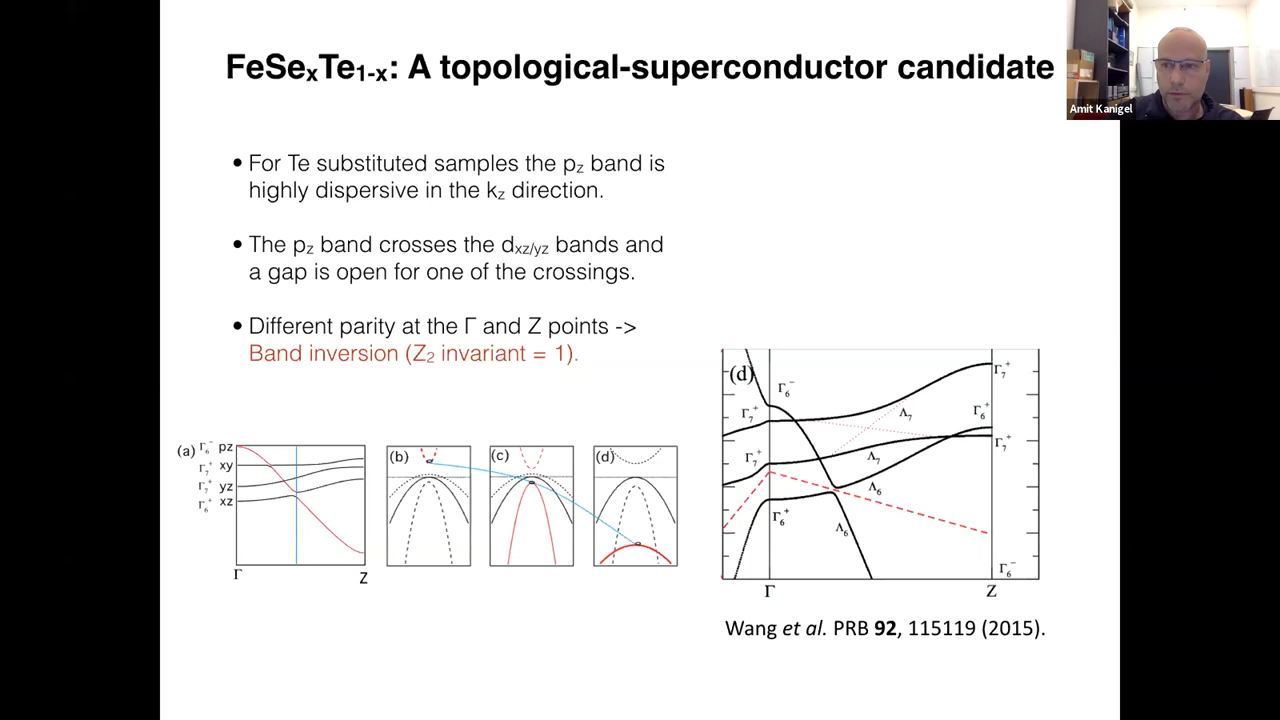 FeSexTe1-x: A topological-superconductor candidate
Amit Kanigel
• For Te substituted samples the pz band is
highly dispersive in the kz direction.
• The pz band crosses the dxz/yz bands and
a gap is open for one of the crossings.
• Different parity at the Γ and Z points ->
Band inversion (Z2 invariant = 1).
(a) Γ6- pz
Γ7+ xy
Γ7+ yz
Γ6+ xz
Γ Z
(b)
(c)
(d)
(d)
Γ6-
Γ7+
Γ7+
Γ6+
Λ7
Λ7
Λ6
Λ6
Γ7+
Γ6+
Γ7+
Γ6-
Γ Z
Wang et al. PRB 92, 115119 (2015).